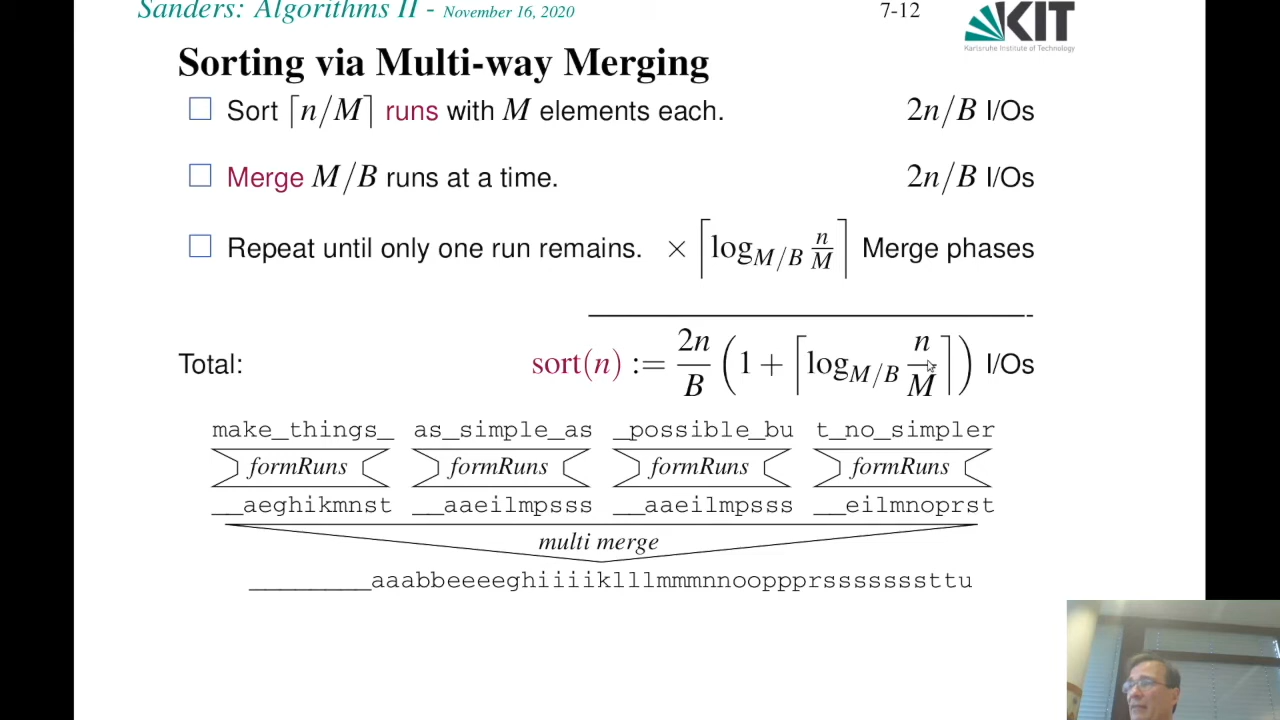 Sanders: Algorithms II - November 16, 2020 7-12
KIT
Karlsruhe Institute of Technology
Sorting via Multi-way Merging
□ Sort ⌈n/M⌉ runs with M elements each. 2n/B I/Os
□ Merge M/B runs at a time. 2n/B I/Os
□ Repeat until only one run remains. × ⌈log_{M/B} n/M⌉ Merge phases
Total: sort(n) := 2n/B (1 + ⌈log_{M/B} n/M⌉) I/Os
make_things_ as_simple_as _possible_bu t_no_simpler
formRuns formRuns formRuns formRuns
__aeghikmnst __aaeilmpsss __aaeilmpsss __eilmnoprst
multi merge
________aaabbeeeeghiiiiklllmmmnnooppprssssssssttu